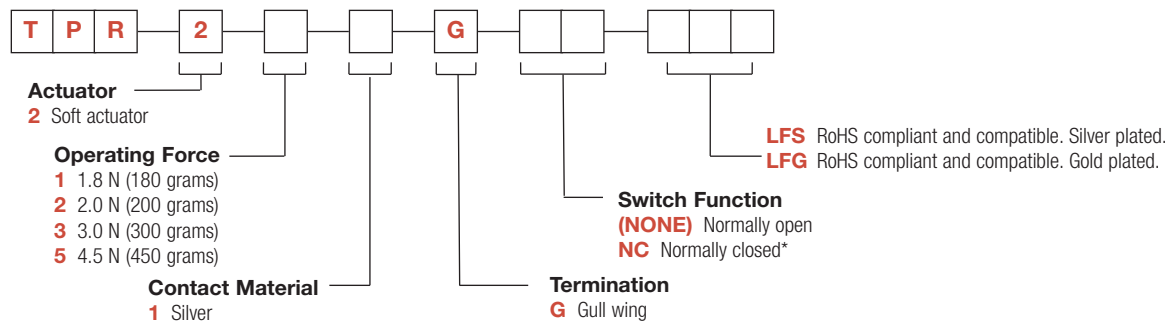 T P R 2 G
Actuator
2 Soft actuator
Operating Force
1 1.8 N (180 grams)
2 2.0 N (200 grams)
3 3.0 N (300 grams)
5 4.5 N (450 grams)
Contact Material
1 Silver
Termination
G Gull wing
Switch Function
(NONE) Normally open
NC Normally closed*
LFS RoHS compliant and compatible. Silver plated.
LFG RoHS compliant and compatible. Gold plated.